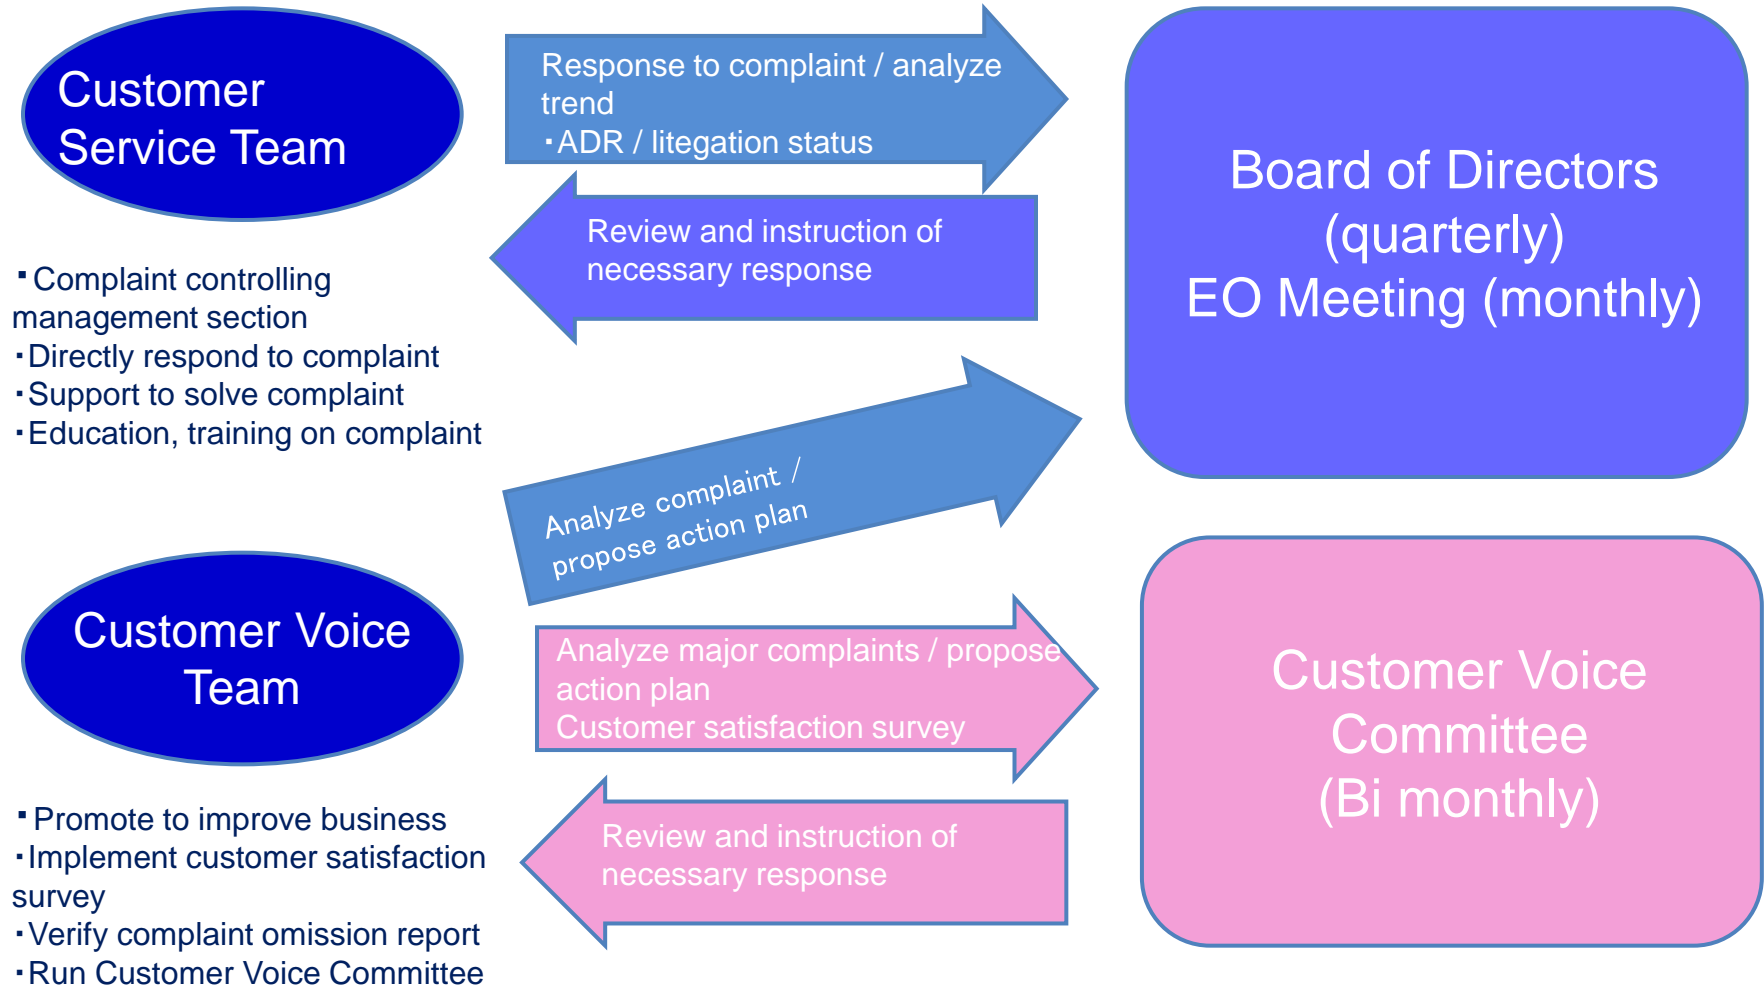 Customer
Service Team
▪Complaint controlling
management section
▪Directly respond to complaint
▪Support to solve complaint
▪Education, training on complaint
Response to complaint / analyze
trend
▪ADR / litegation status
Review and instruction of
necessary response
Board of Directors
(quarterly)
EO Meeting (monthly)
Analyze complaint /
propose action plan
Customer Voice
Team
▪Promote to improve business
▪Implement customer satisfaction
survey
▪Verify complaint omission report
▪Run Customer Voice Committee
Analyze major complaints / propose
action plan
Customer satisfaction survey
Review and instruction of
necessary response
Customer Voice
Committee
(Bi monthly)